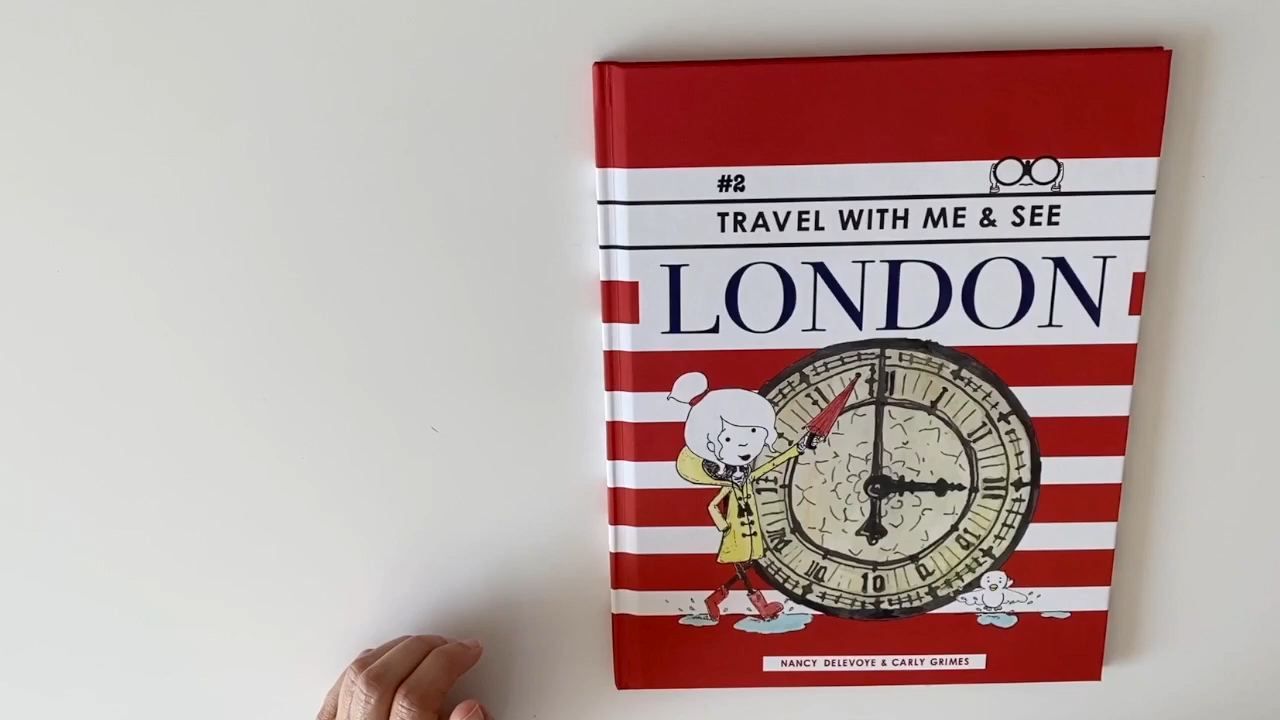 #2
TRAVEL WITH ME & SEE
LONDON
NANCY DELEVOYE & CARLY GRIMES